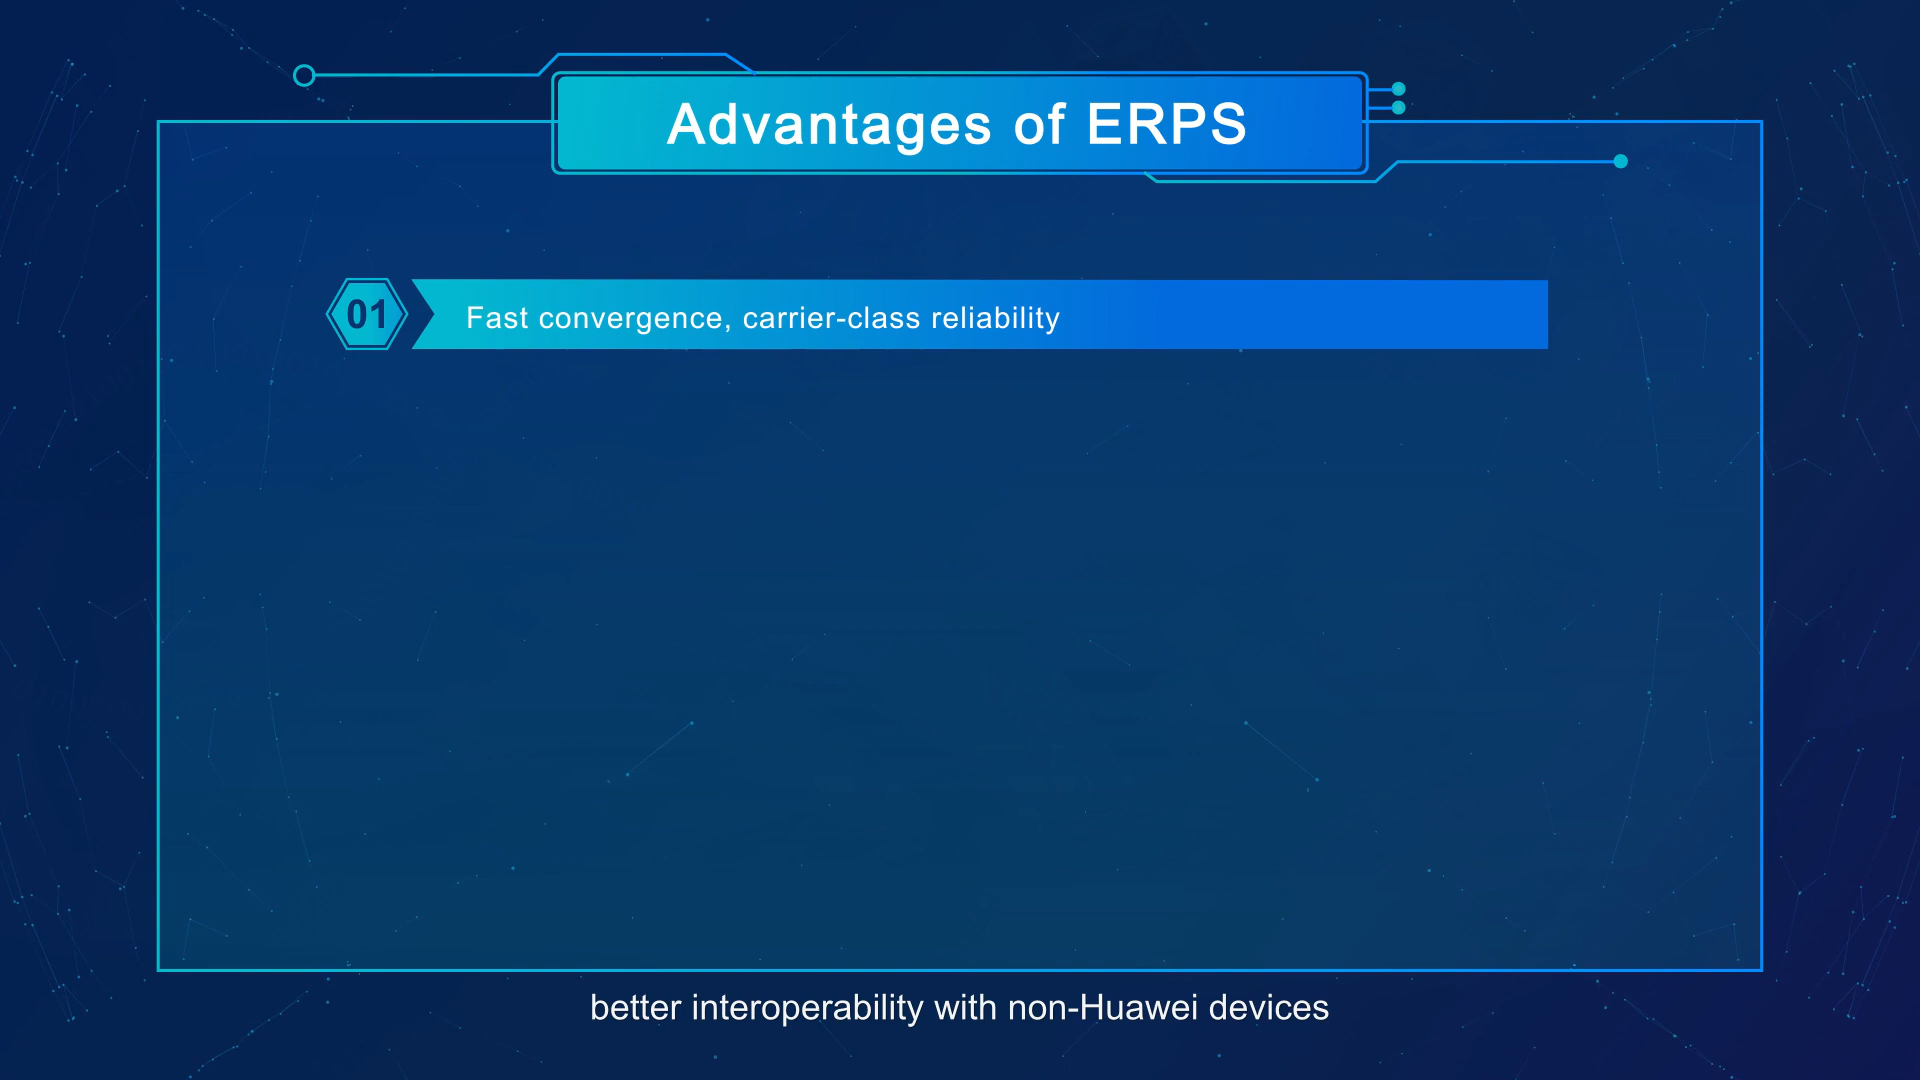 Advantages of ERPS
01
Fast convergence, carrier-class reliability
better interoperability with non-Huawei devices